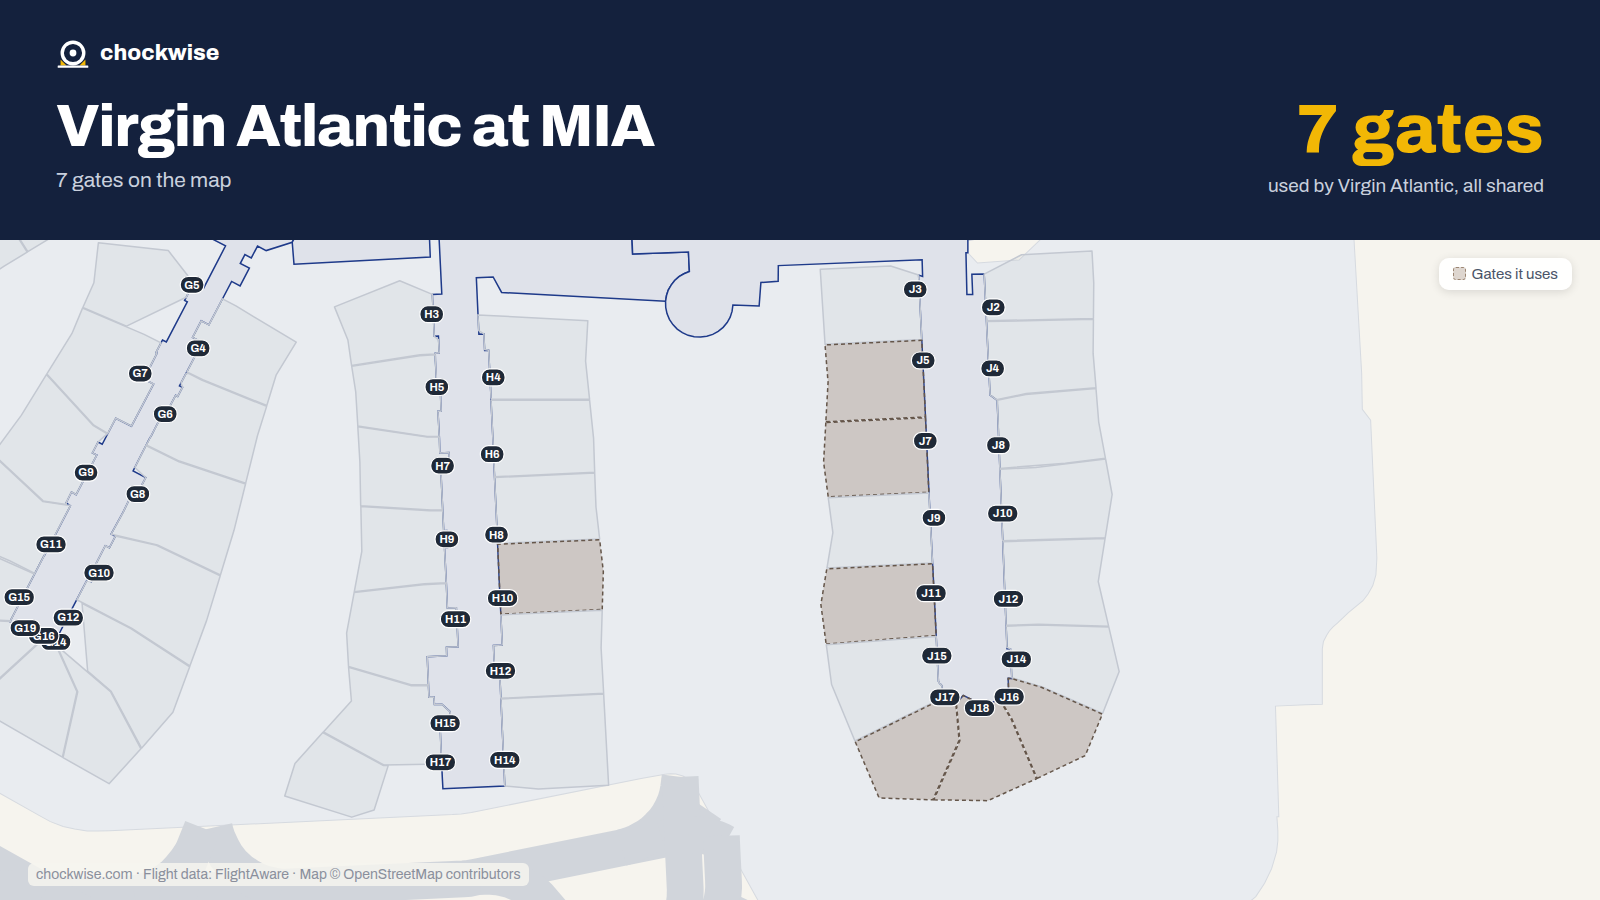 chockwise
Virgin Atlantic at MIA
7 gates on the map
7 gates
used by Virgin Atlantic, all shared
Gates it uses
G5
G4
G7
G6
G9
G8
G11
G10
G15
G12
G19
G16
H3
H5
H4
H7
H6
H9
H8
H11
H10
H12
H15
H17
H14
J3
J2
J5
J4
J7
J8
J9
J10
J11
J12
J15
J14
J17
J16
J18
chockwise.com · Flight data: FlightAware · Map © OpenStreetMap contributors